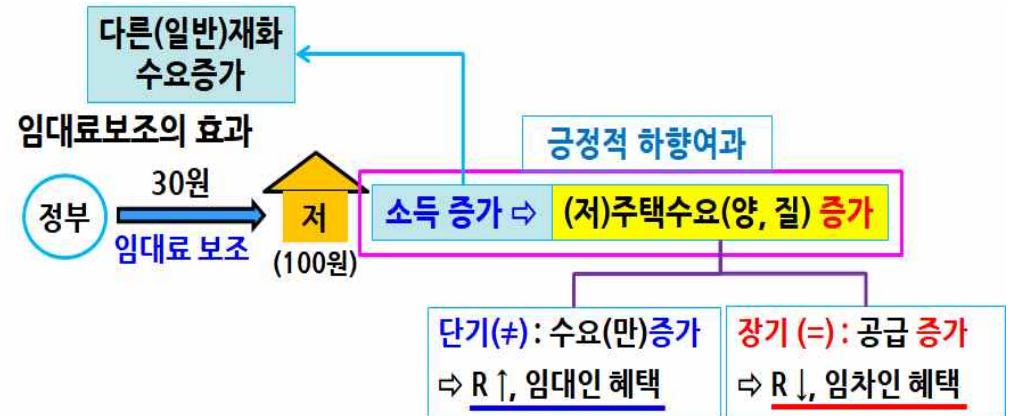 다른(일반)재화
수요증가
임대료보조의 효과
긍정적 하향여과
정부
30원
임대료 보조
저
(100원)
소득 증가 ⇨ (저)주택수요(양, 질) 증가
단기(≠) : 수요(만)증가
⇨ R ↑, 임대인 혜택
장기 (=) : 공급 증가
⇨ R ↓, 임차인 혜택